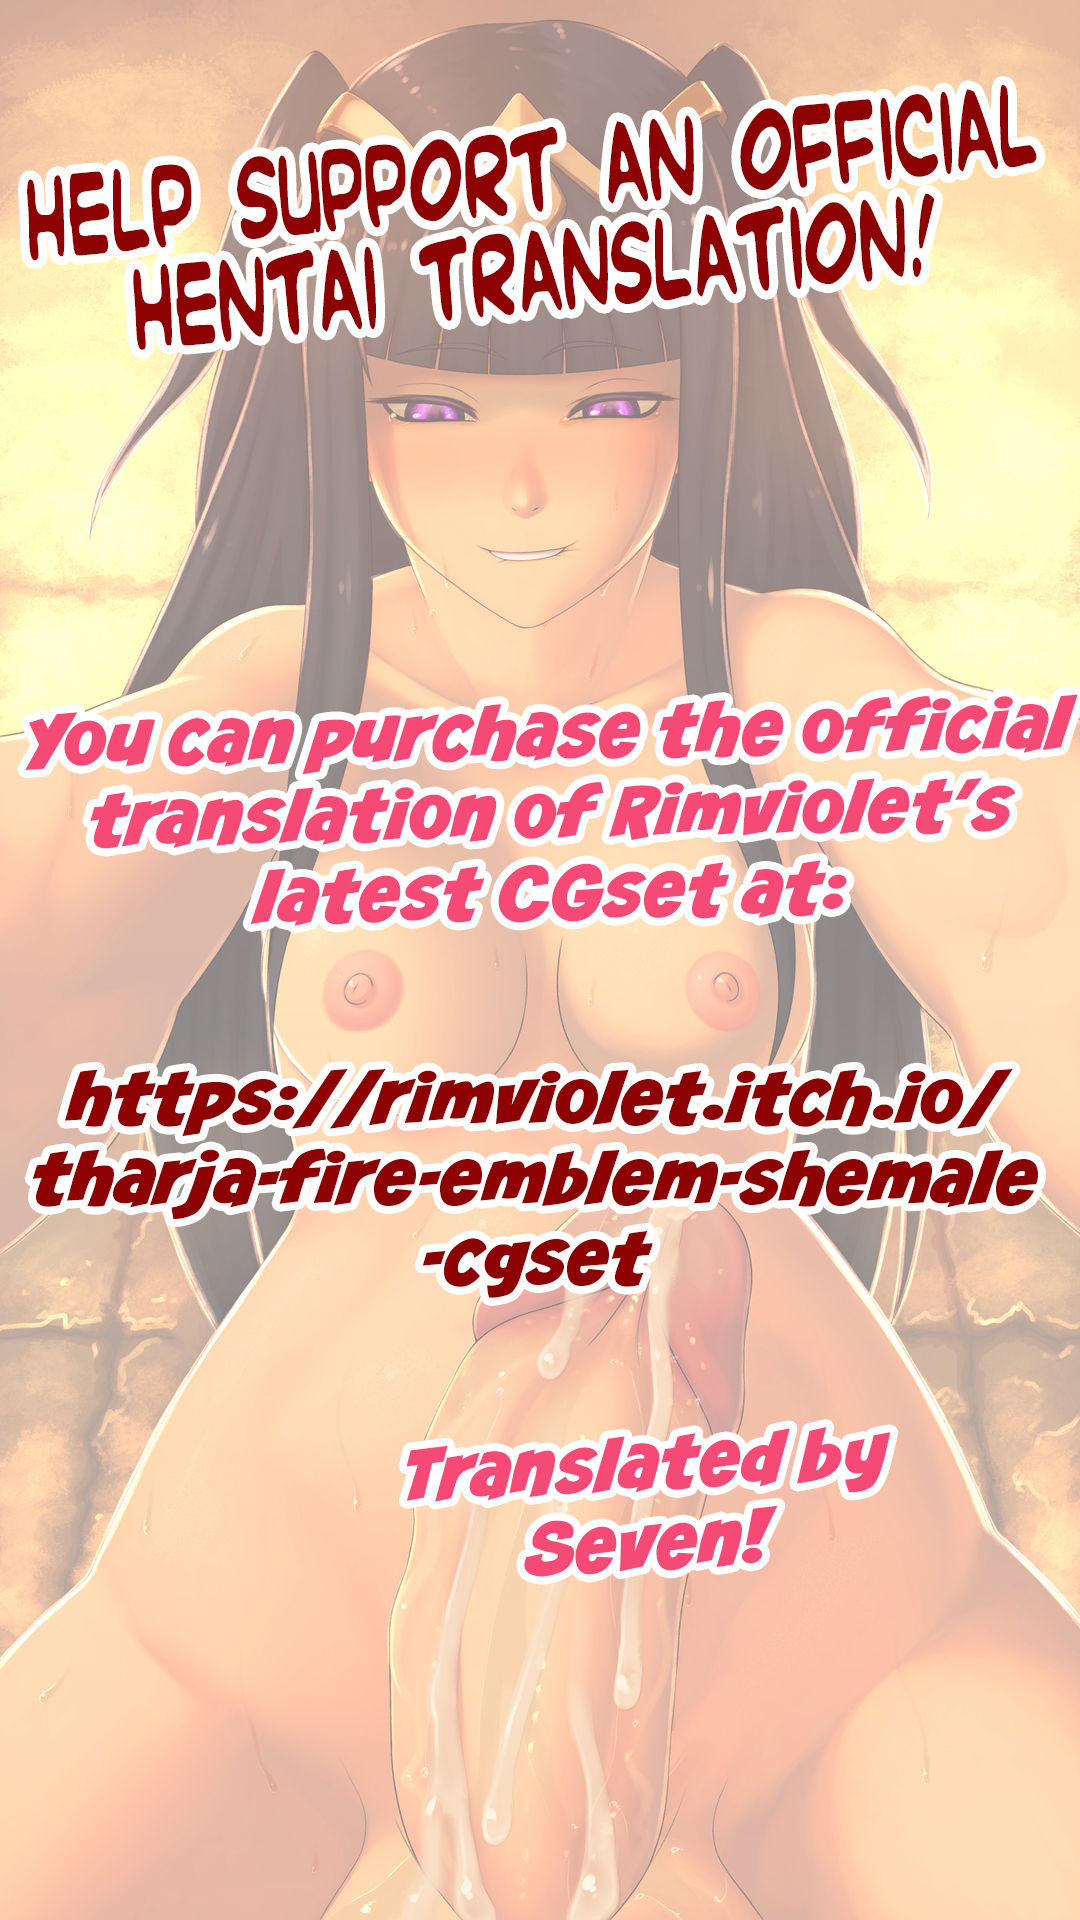 HELP SUPPORT AN OFFICIAL
HENTAI TRANSLATION!
You can purchase the official
translation of Rimviolet's
latest CGset at:
https://rimviolet.itch.io/
tharja-fire-emblem-shemale
-cgset
Translated by
Seven!